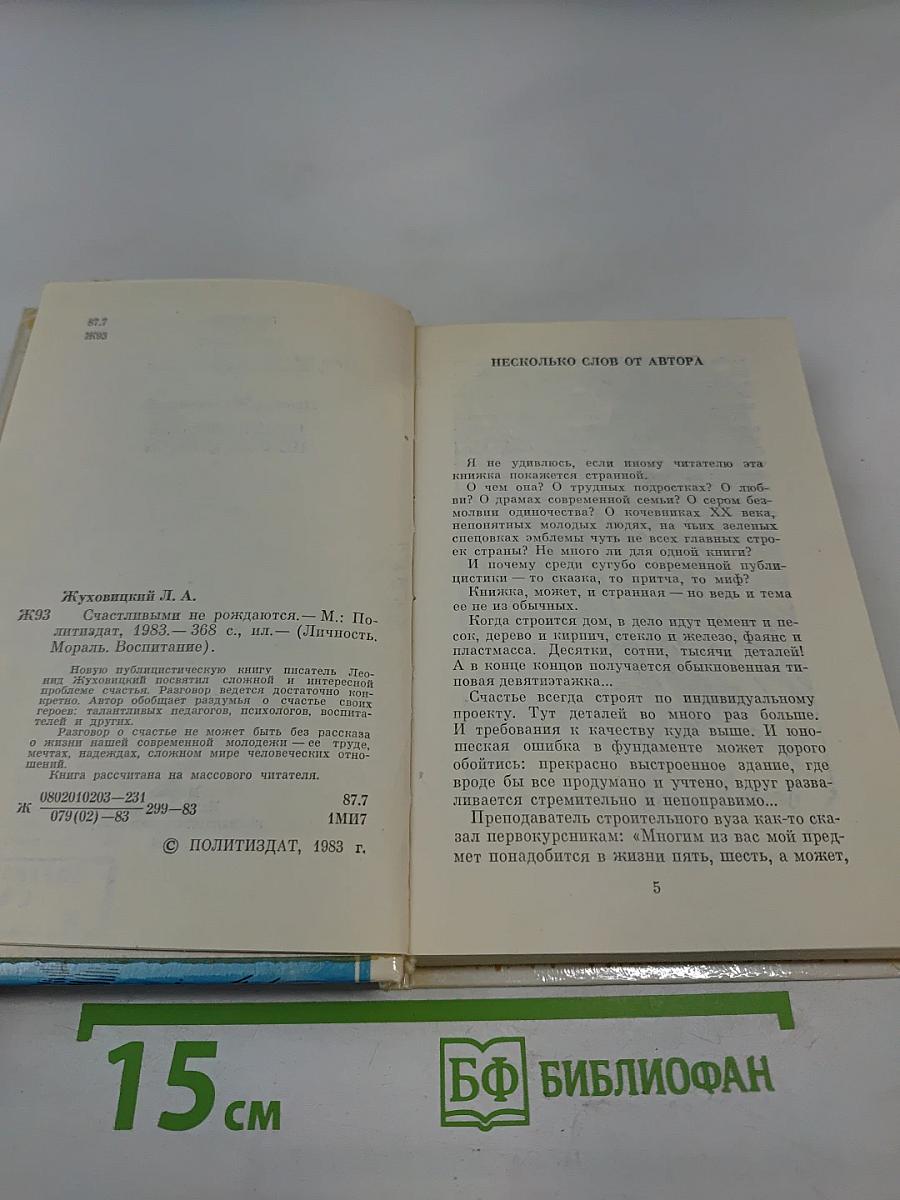 87.7
Ж93
Жуховицкий Л. А.
Ж93 Счастливыми не рождаются.— М.: По-
литиздат, 1983.— 368 с., ил.— (Личность.
Мораль. Воспитание).
Новую публицистическую книгу писатель Лео-
нид Жуховицкий посвятил сложной и интересной
проблеме счастья. Разговор ведется достаточно кон-
кретно. Автор обобщает раздумья о счастье своих
героев: талантливых педагогов, психологов, воспита-
телей и других.
Разговор о счастье не может быть без рассказа
о жизни нашей современной молодежи — ее труде,
мечтах, надеждах, сложном мире человеческих отно-
шений.
Книга рассчитана на массового читателя.
0802010203—231
Ж 299—83 87.7
079(02)—83 1МИ7
© ПОЛИТИЗДАТ, 1983 г.
НЕСКОЛЬКО СЛОВ ОТ АВТОРА
Я не удивлюсь, если иному читателю эта
книжка покажется странной.
О чем она? О трудных подростках? О люб-
ви? О драмах современной семьи? О сером без-
молвии одиночества? О кочевниках XX века,
непонятных молодых людях, на чьих зеленых
спецовках эмблемы чуть не всех главных стро-
ек страны? Не много ли для одной книги?
И почему среди сугубо современной публи-
цистики — то сказка, то притча, то миф?
Книжка, может, и странная — но ведь и тема
ее не из обычных.
Когда строится дом, в дело идут цемент и пе-
сок, дерево и кирпич, стекло и железо, фаянс и
пластмасса. Десятки, сотни, тысячи деталей!
А в конце концов получается обыкновенная ти-
повая девятиэтажка...
Счастье всегда строят по индивидуальному
проекту. Тут деталей во много раз больше.
И требования к качеству куда выше. И юно-
шеская ошибка в фундаменте может дорого
обойтись: прекрасно выстроенное здание, где
вроде бы все продумано и учтено, вдруг разва-
ливается стремительно и непоправимо...
Преподаватель строительного вуза как-то ска-
зал первокурсникам: «Многим из вас мой пред-
мет понадобится в жизни пять, шесть, а может,
5
15 см
БФ БИБЛИОФАН